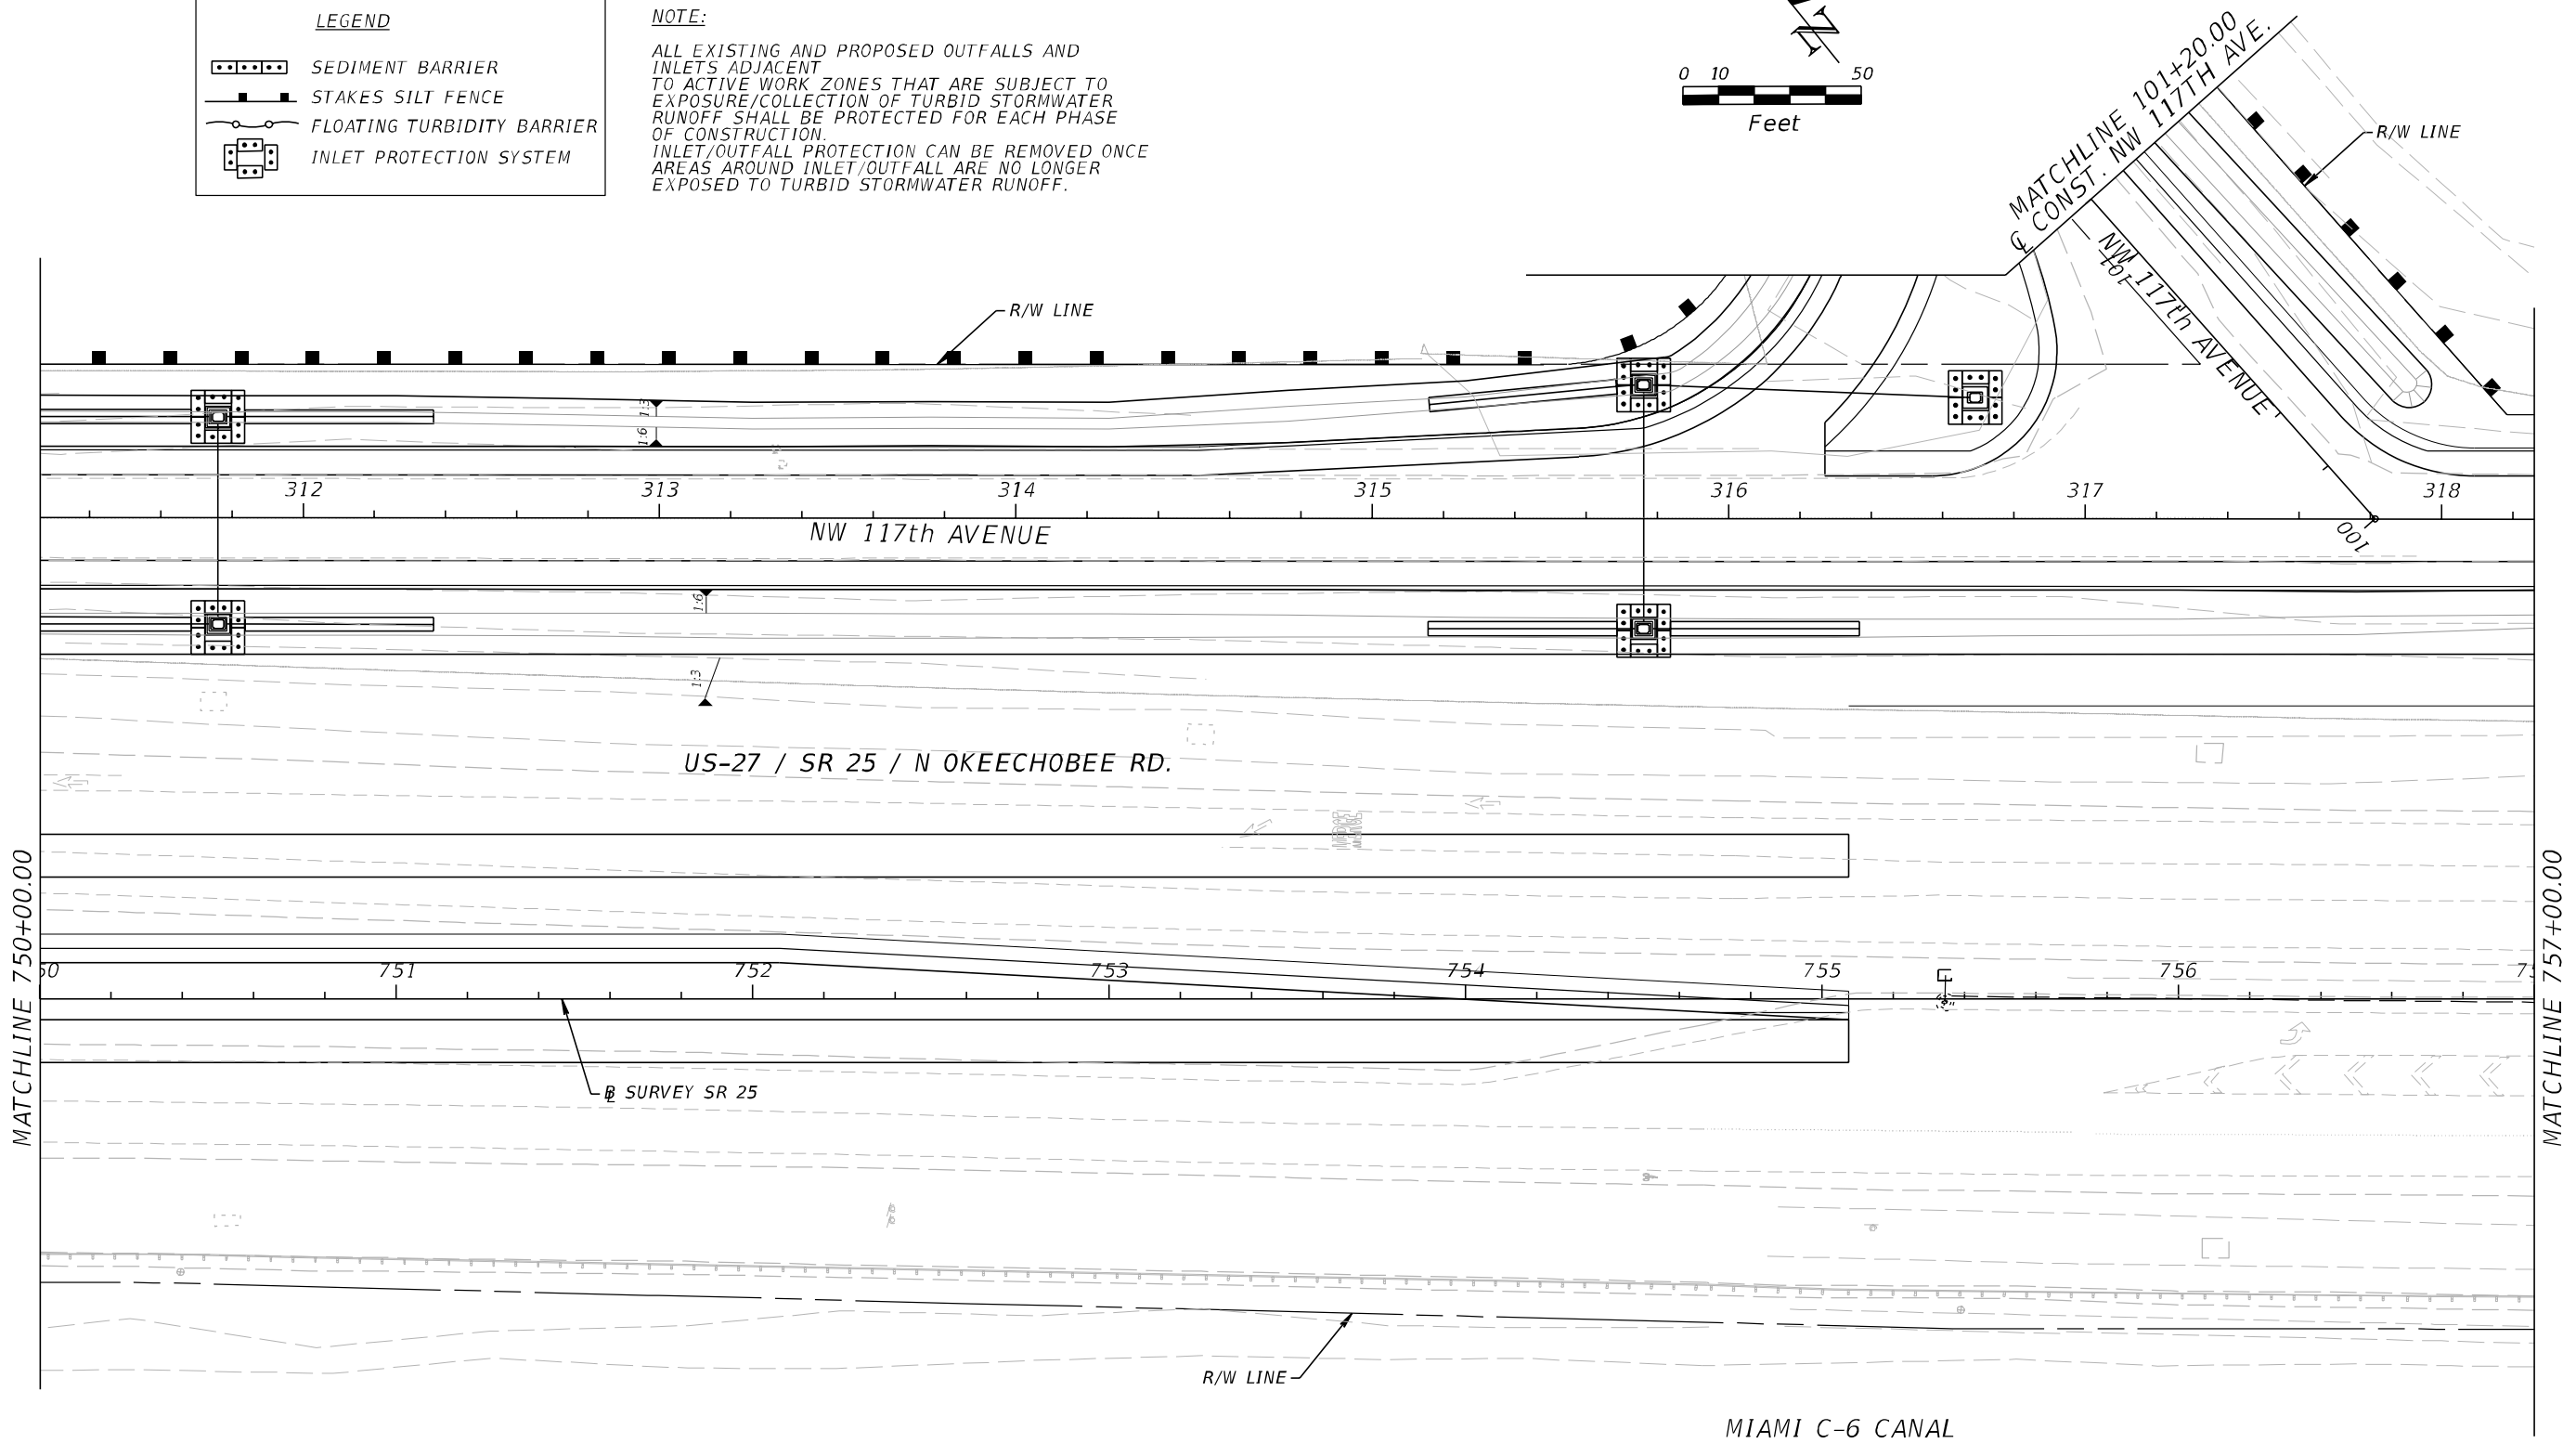 LEGEND
SEDIMENT BARRIER
STAKES SILT FENCE
FLOATING TURBIDITY BARRIER
INLET PROTECTION SYSTEM
NOTE:
ALL EXISTING AND PROPOSED OUTFALLS AND
INLETS ADJACENT
TO ACTIVE WORK ZONES THAT ARE SUBJECT TO
EXPOSURE/COLLECTION OF TURBID STORMWATER
RUNOFF SHALL BE PROTECTED FOR EACH PHASE
OF CONSTRUCTION.
INLET/OUTFALL PROTECTION CAN BE REMOVED ONCE
AREAS AROUND INLET/OUTFALL ARE NO LONGER
EXPOSED TO TURBID STORMWATER RUNOFF.
N
0 10 50
Feet
MATCHLINE 101+20.00
℄ CONST. NW 117TH AVE.
R/W LINE
NW 117th AVENUE
101
100
R/W LINE
1:3
1:6
312 313 314 315 316 317 318
NW 117th AVENUE
1:6
1:3
US-27 / SR 25 / N OKEECHOBEE RD.
MATCHLINE 750+00.00
MATCHLINE 757+00.00
50 751 752 753 754 755 756 75
BL SURVEY SR 25
R/W LINE
MIAMI C-6 CANAL